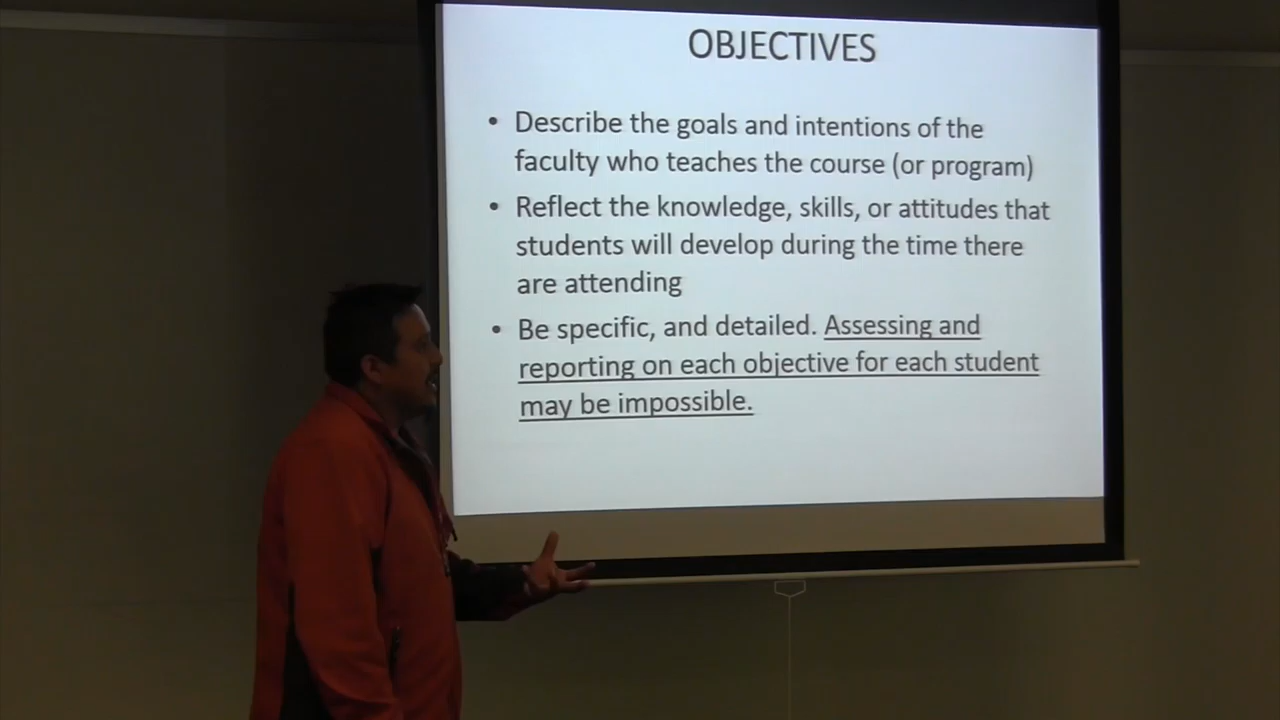 OBJECTIVES
• Describe the goals and intentions of the
faculty who teaches the course (or program)
• Reflect the knowledge, skills, or attitudes that
students will develop during the time there
are attending
• Be specific, and detailed. Assessing and
reporting on each objective for each student
may be impossible.